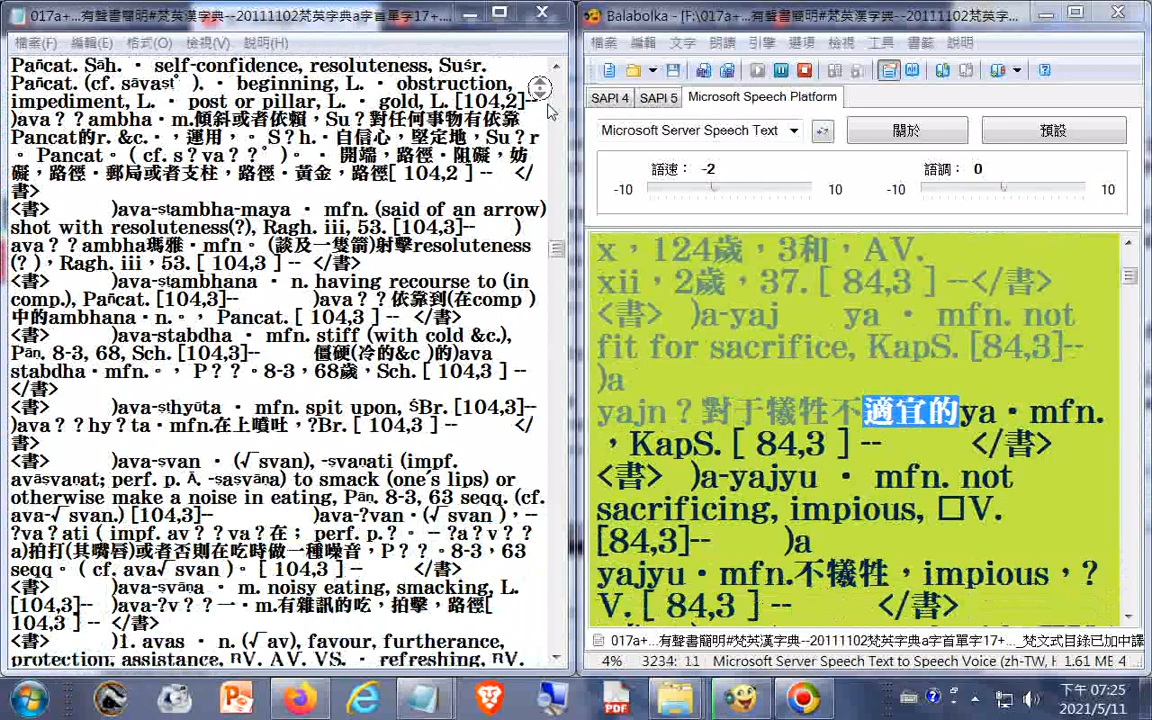 017a+...有聲書簡明#梵英漢字典--20111102梵英字典a字首單字17+...
檔案(F) 編輯(E) 格式(O) 檢視(V) 說明(H)
Pañcat. Sāh. · self-confidence, resoluteness, Suśr.
Pañcat. (cf. sāvaṣṭ° ). · beginning, L. · obstruction,
impediment, L. · post or pillar, L. · gold, L. [104,2]--
)ava？？ambha · m.傾斜或者依賴，Su？對任何事物有依靠
Pancat的r. &c. ·，運用，。S？h. · 自信心，堅定地，Su？r
。Pancat。( cf. s？va？？° )。 · 開端，路徑 · 阻礙，妨
礙，路徑 · 郵局或者支柱，路徑 · 黃金，路徑[ 104,2 ] -- </
書>
<書> )ava-ṣṭambha-maya · mfn. (said of an arrow)
shot with resoluteness(?), Ragh. iii, 53. [104,3]-- )
ava？？ambha瑪雅 · mfn。(談及一隻箭)射擊resoluteness
(？)，Ragh. iii，53. [ 104,3 ] -- </書>
<書> )ava-ṣṭambhana · n. having recourse to (in
comp.), Pañcat. [104,3]-- )ava？？依靠到(在comp )
中的ambhana · n.。， Pancat. [ 104,3 ] -- </書>
<書> )ava-stabdha · mfn. stiff (with cold &c.),
Pāṇ. 8-3, 68, Sch. [104,3]-- 僵硬(冷的&c )的)ava
stabdha · mfn.。， P？？。8-3，68歲，Sch. [ 104,3 ] --
</書>
<書> )ava-ṣṭhyūta · mfn. spit upon, ŚBr. [104,3]--
)ava？？hy？ta · mfn.在上噴吐，?Br. [ 104,3 ] -- </
書>
<書> )ava-ṣvan · (√svan), -ṣvanati (impf.
avāṣvaṇat; perf. p. Ā. -ṣaṣvāṇa) to smack (one's lips) or
otherwise make a noise in eating, Pāṇ. 8-3, 63 seqq. (cf.
ava-√svan.) [104,3]-- )ava-?van · (√svan )，–
?va？ati ( impf. av？？va？在； perf. p.？。– ?a？v？？
a)拍打(其嘴唇)或者否則在吃時做一種噪音，P？？。8-3，63
seqq。( cf. ava√svan )。[ 104,3 ] -- </書>
<書> )ava-ṣvāṇa · m. noisy eating, smacking, L.
[104,3]-- )ava-?v？？一 · m.有雜訊的吃，拍擊，路徑[
104,3 ] -- </書>
<書> )1. avas · n. (√av), favour, furtherance,
protection, assistance, ṚV. AV. VS. · refreshing, ṚV.
Balabolka - [F:\017a+...有聲書簡明#梵英漢字典--20111102梵英字...
檔案 編輯 文字 朗讀 引擎 選項 檢視 工具 書籤 說明
SAPI 4 SAPI 5 Microsoft Speech Platform
Microsoft Server Speech Text 關於 預設
語速： -2 語調： 0
-10 10 -10 10
x，124歲，3和，AV.
xii，2歲，37. [ 84,3 ] --</書>
<書> )a-yaj ya · mfn. not
fit for sacrifice, KapS. [84,3]--
)a
yajn？對于犧牲不適宜的ya · mfn.
，KapS. [ 84,3 ] -- </書>
<書> )a-yajyu · mfn. not
sacrificing, impious, □V.
[84,3]-- )a
yajyu · mfn.不犧牲，impious，？
V. [ 84,3 ] -- </書>
017a+...有聲書簡明#梵英漢字典--20111102梵英字典a字首單字17+..._梵文式目錄已加中譯
4% 3234: 11 Microsoft Server Speech Text to Speech Voice (zh-TW, H 1.61 MB 4
下午 07:25
2021/5/11